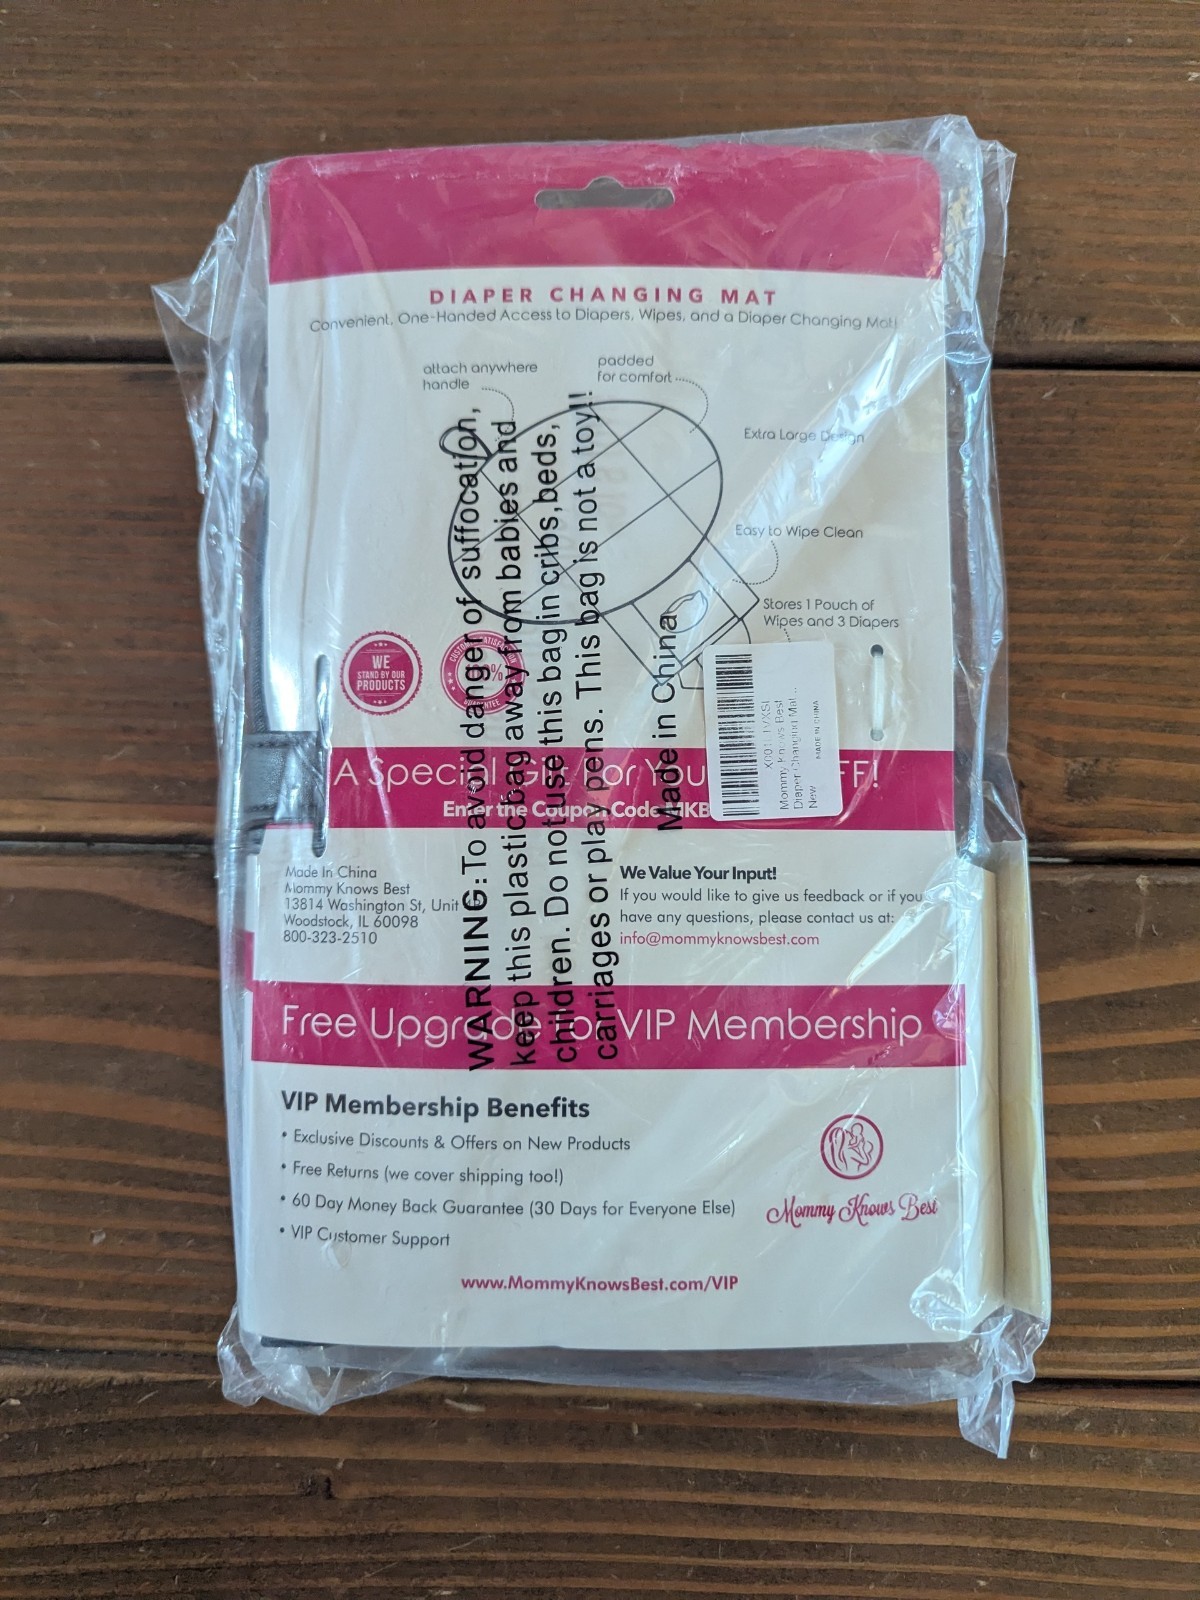 DIAPER CHANGING MAT
Convenient, One-Handed Access to Diapers, Wipes, and a Diaper Changing Mat!
attach anywhere
handle
padded
for comfort
Extra Large Design
Easy to Wipe Clean
Stores 1 Pouch of
Wipes and 3 Diapers
WE
STAND BY OUR
PRODUCTS
WARNING:To avoid danger of suffocation,
keep this plastic bag away from babies and
children. Do not use this bag in cribs,beds,
carriages or play pens. This bag is not a toy!!
Made in China
Mommy Knows Best
Diaper Changing Mat...
New
MADE IN CHINA
A Special Gift for You
Enter the Coupon Code MKB
Made In China
Mommy Knows Best
13814 Washington St, Unit
Woodstock, IL 60098
800-323-2510
We Value Your Input!
If you would like to give us feedback or if you
have any questions, please contact us at:
info@mommyknowsbest.com
Free Upgrade for VIP Membership
VIP Membership Benefits
• Exclusive Discounts & Offers on New Products
• Free Returns (we cover shipping too!)
• 60 Day Money Back Guarantee (30 Days for Everyone Else)
• VIP Customer Support
Mommy Knows Best
www.MommyKnowsBest.com/VIP